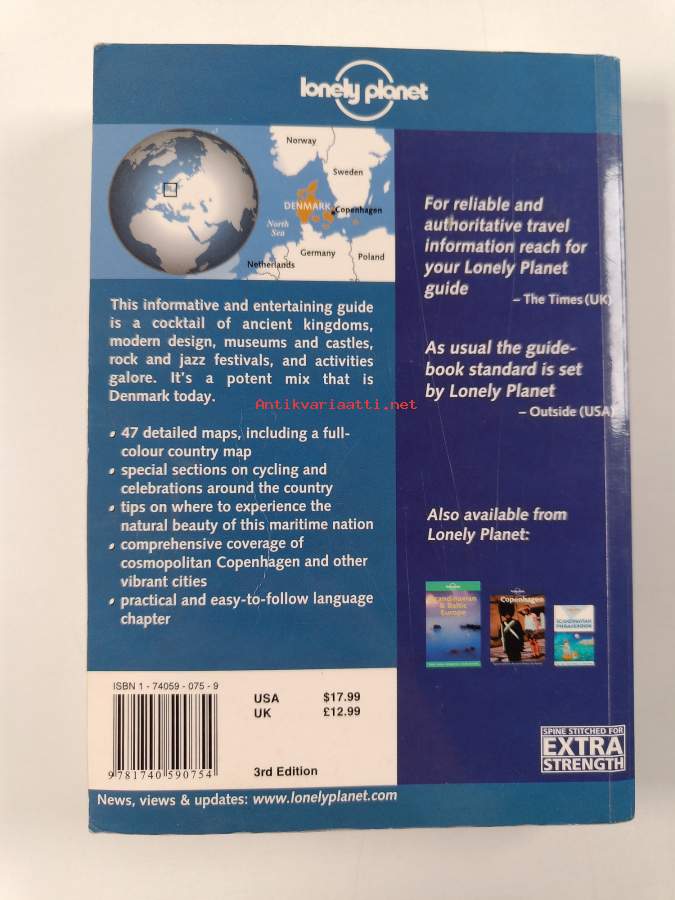 lonely planet
Norway
Sweden
DENMARK
Copenhagen
North
Sea
Germany
Poland
Netherlands
This informative and entertaining guide
is a cocktail of ancient kingdoms,
modern design, museums and castles,
rock and jazz festivals, and activities
galore. It's a potent mix that is
Denmark today.
• 47 detailed maps, including a full-
colour country map
• special sections on cycling and
celebrations around the country
• tips on where to experience the
natural beauty of this maritime nation
• comprehensive coverage of
cosmopolitan Copenhagen and other
vibrant cities
• practical and easy-to-follow language
chapter
For reliable and
authoritative travel
information reach for
your Lonely Planet
guide
– The Times (UK)
As usual the guide-
book standard is set
by Lonely Planet
– Outside (USA)
Antikvariaatti.net
Also available from
Lonely Planet:
Scandinavian
& Baltic
Europe
Copenhagen
SCANDINAVIAN
PHRASEBOOK
ISBN 1 - 74059 - 075 - 9
9 781740 590754
USA $17.99
UK £12.99
3rd Edition
SPINE STITCHED FOR
EXTRA
STRENGTH
News, views & updates: www.lonelyplanet.com